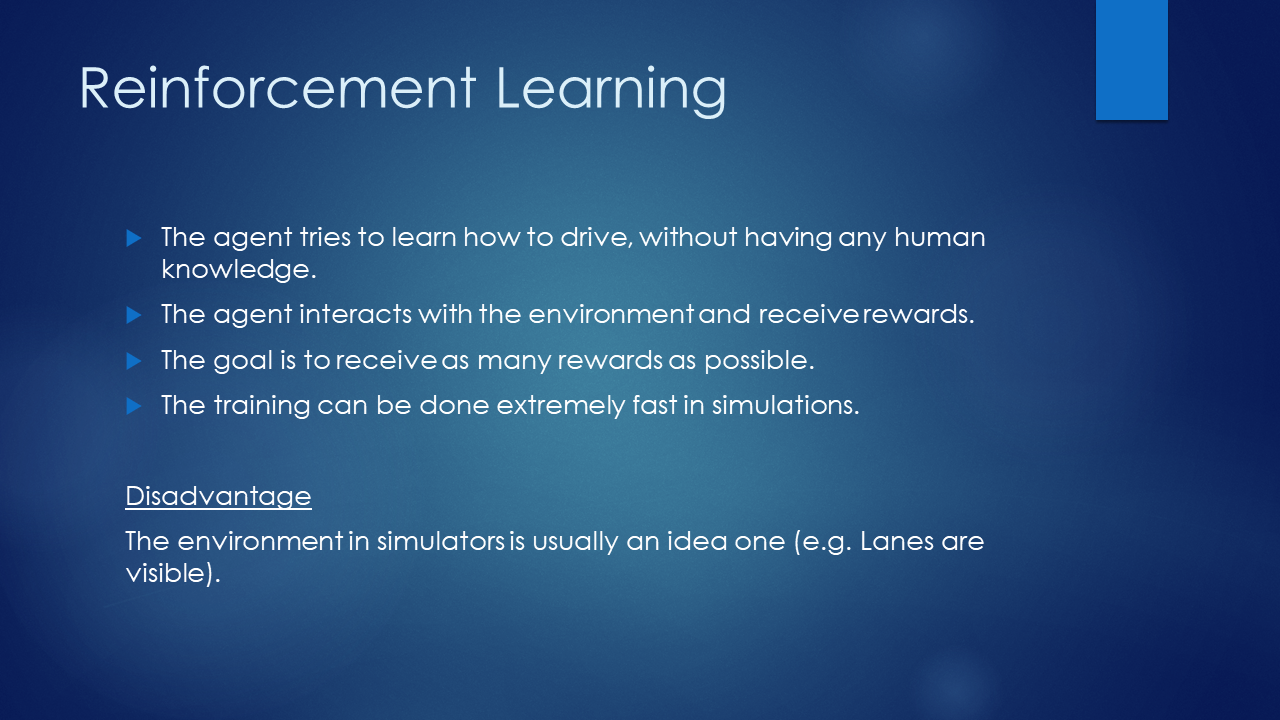 Reinforcement Learning
The agent tries to learn how to drive, without having any human
knowledge.
The agent interacts with the environment and receive rewards.
The goal is to receive as many rewards as possible.
The training can be done extremely fast in simulations.
Disadvantage
The environment in simulators is usually an idea one (e.g. Lanes are
visible).